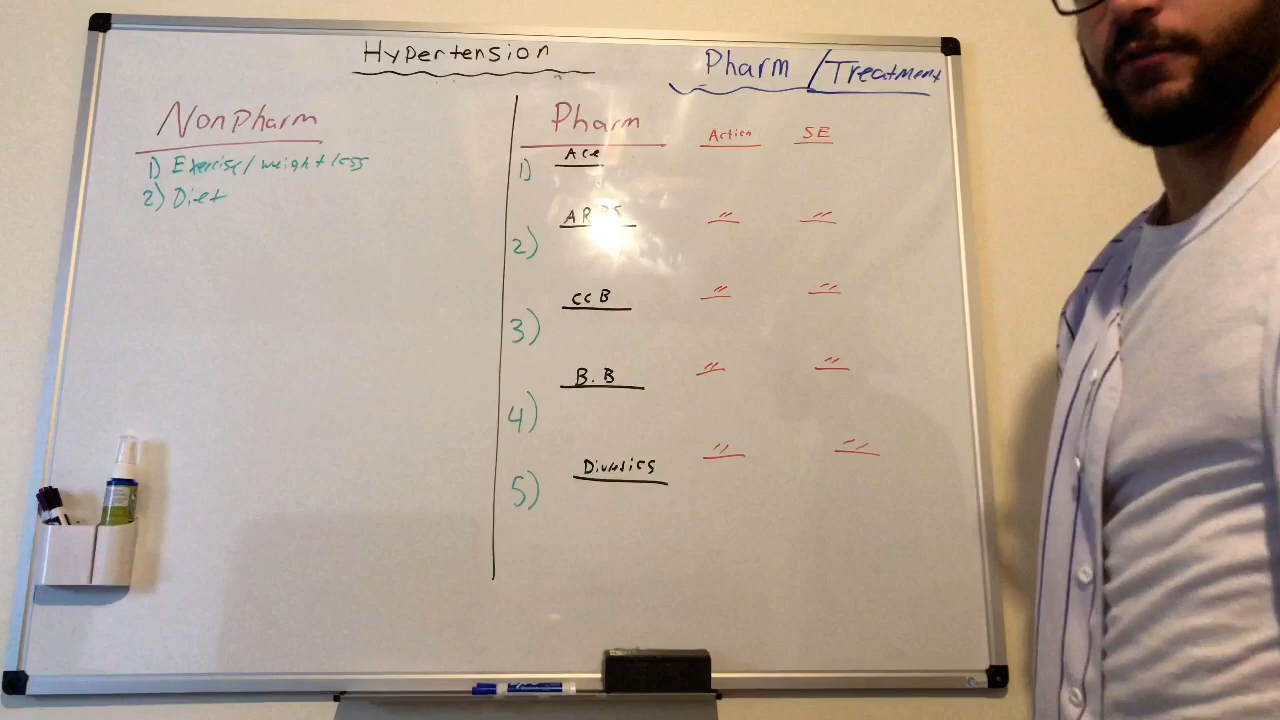 Hypertension
Pharm / Treatment
NonPharm
1) Exercise/weight loss
2) Diet
Pharm Action SE
1) Ace
2) " "
3) CCB " "
4) B.B " "
5) Diuretics " "